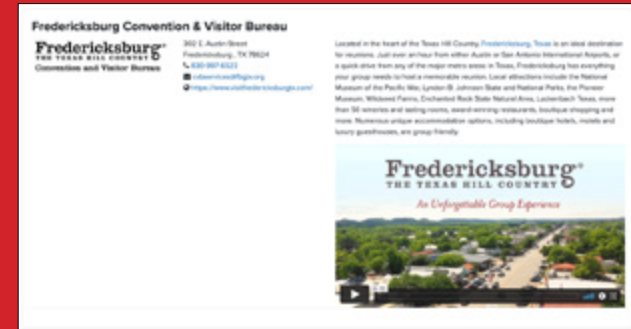 Fredericksburg Convention & Visitor Bureau
Fredericksburg
THE TEXAS HILL COUNTRY
Convention and Visitor Bureau
302 E. Austin Street
Fredericksburg, TX 78624
830-997-6523
https://www.visitfredericksburgtx.com/
Located in the heart of the Texas Hill Country, Fredericksburg, Texas is an ideal destination
for reunions. Just over an hour from either Austin or San Antonio International Airports, or
a quick drive from any of the major metro areas in Texas, Fredericksburg has everything
your group needs to host a memorable reunion. Local attractions include the National
Museum of the Pacific War, Lyndon B. Johnson State and National Parks, the Pioneer
Museum, Wildseed Farms, Enchanted Rock State Natural Area, Luckenbach Texas, more
than 50 wineries and tasting rooms, award-winning restaurants, boutique shopping and
more. Numerous unique accommodation options, including boutique hotels, motels and
luxury guesthouses, are group friendly.
Fredericksburg
THE TEXAS HILL COUNTRY
An Unforgettable Group Experience